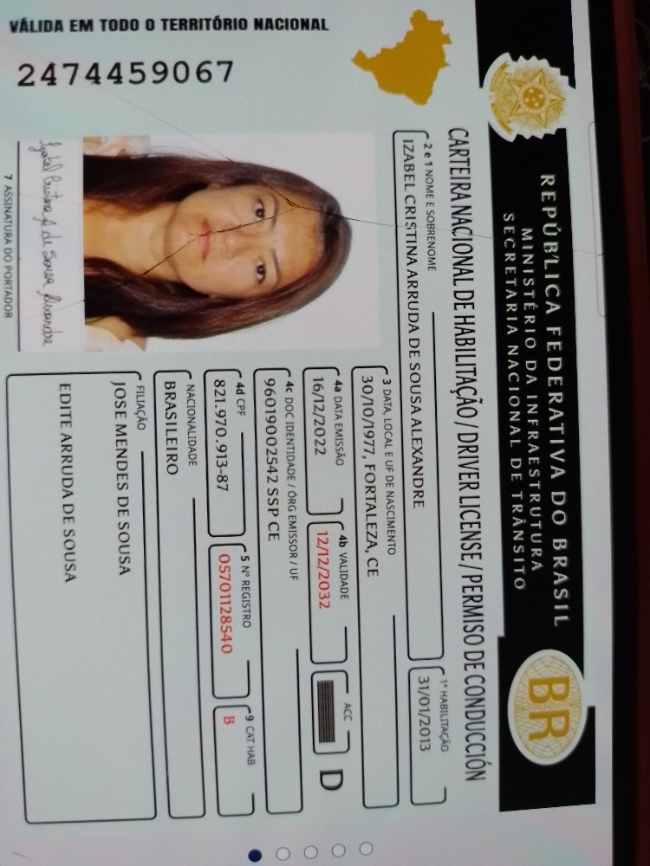 REPÚBLICA FEDERATIVA DO BRASIL
MINISTÉRIO DA INFRAESTRUTURA
SECRETARIA NACIONAL DE TRÂNSITO
BR
CARTEIRA NACIONAL DE HABILITAÇÃO / DRIVER LICENSE / PERMISO DE CONDUCCIÓN
2 e 1 NOME E SOBRENOME
IZABEL CRISTINA ARRUDA DE SOUSA ALEXANDRE
1ª HABILITAÇÃO
31/01/2013
3 DATA, LOCAL E UF DE NASCIMENTO
30/10/1977, FORTALEZA, CE
4a DATA EMISSÃO
16/12/2022
4b VALIDADE
12/12/2032
ACC
D
4c DOC IDENTIDADE / ÓRG EMISSOR / UF
96019002542 SSP CE
4d CPF
821.970.913-87
5 Nº REGISTRO
05701128540
9 CAT HAB
B
NACIONALIDADE
BRASILEIRO
FILIAÇÃO
JOSE MENDES DE SOUSA
EDITE ARRUDA DE SOUSA
7 ASSINATURA DO PORTADOR
VÁLIDA EM TODO O TERRITÓRIO NACIONAL
2474459067